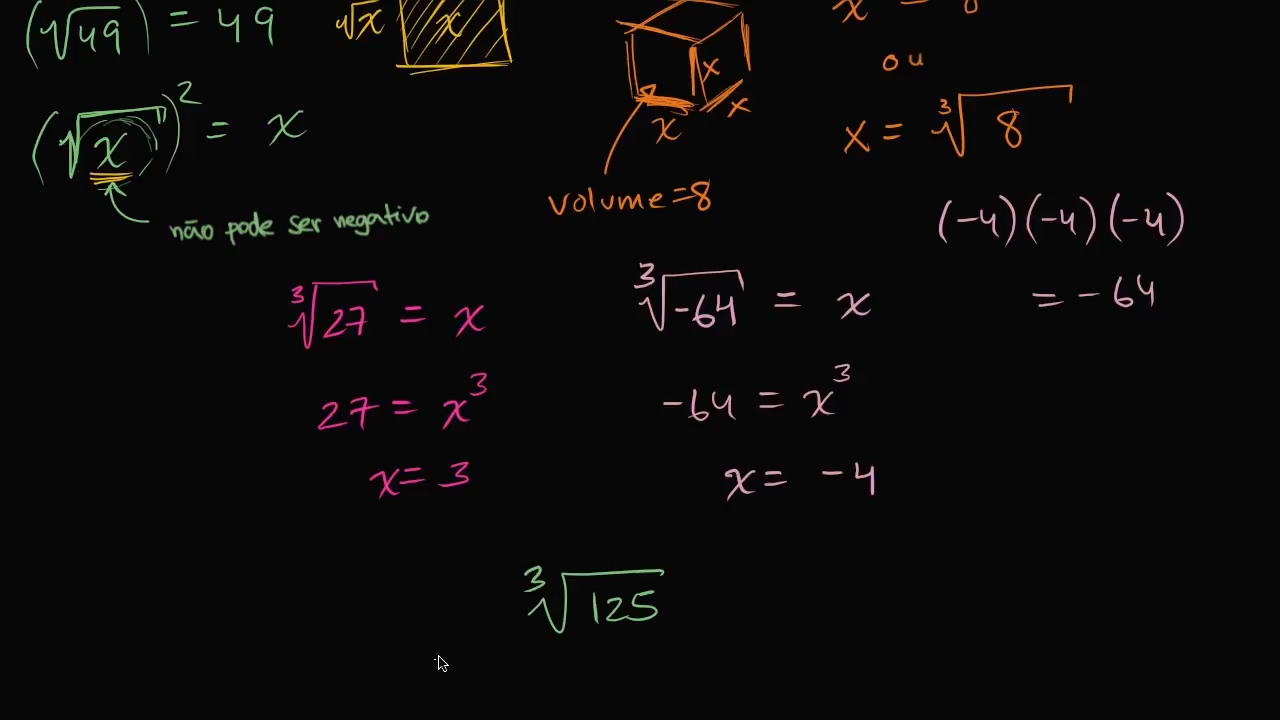 (√49) = 49
√x
x
(√x)² = x
não pode ser negativo
x
x
x
volume=8
ou
x = ∛8
(-4)(-4)(-4)
= -64
∛27 = x
27 = x³
x= 3
∛-64 = x
-64 = x³
x= -4
∛125